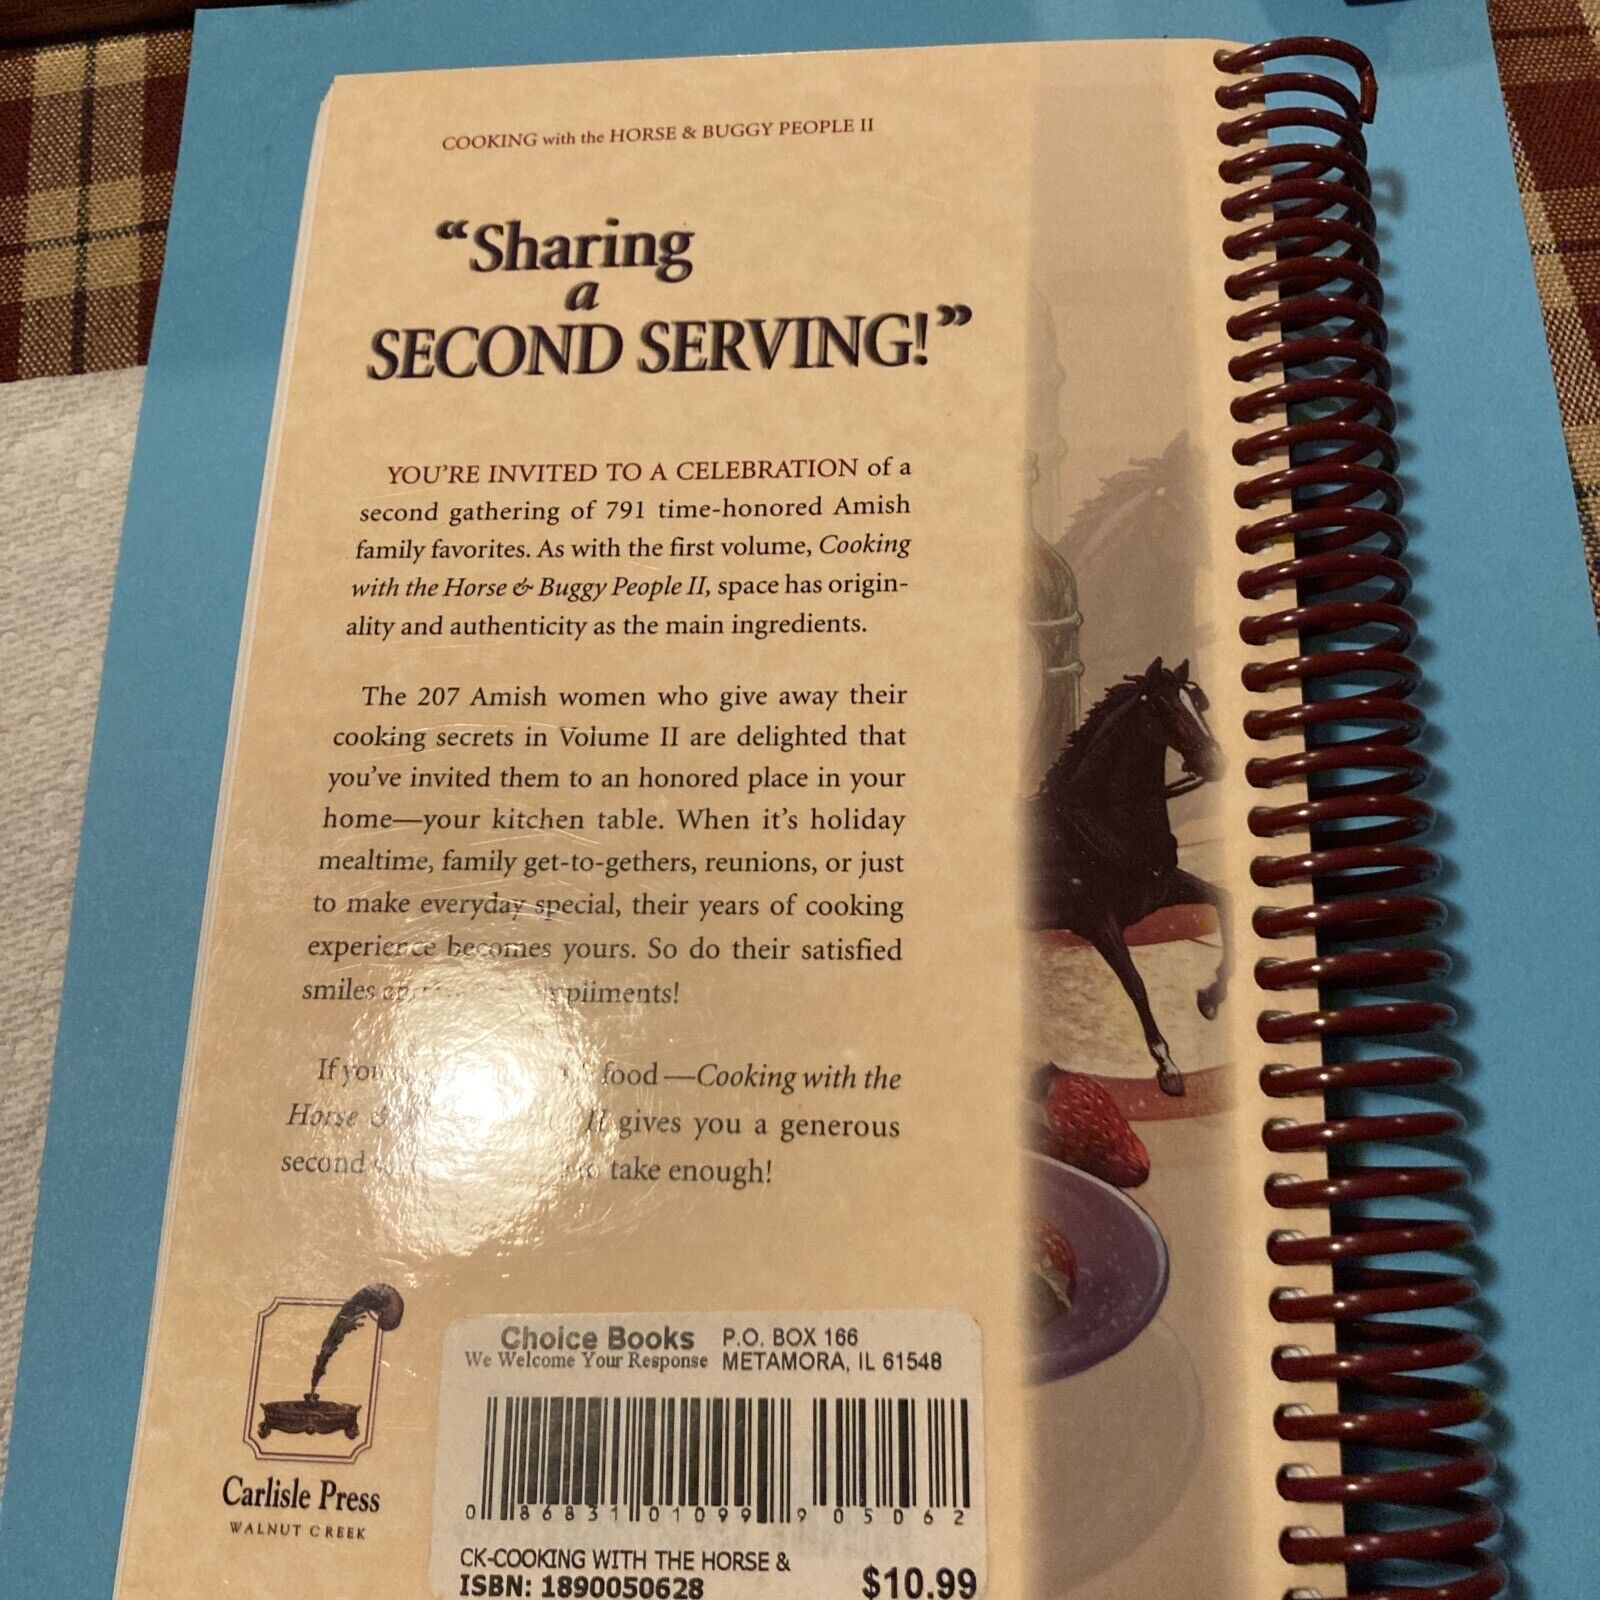 COOKING with the HORSE & BUGGY PEOPLE II
“Sharing
a
SECOND SERVING!”
YOU'RE INVITED TO A CELEBRATION of a
second gathering of 791 time-honored Amish
family favorites. As with the first volume, Cooking
with the Horse & Buggy People II, space has origin-
ality and authenticity as the main ingredients.
The 207 Amish women who give away their
cooking secrets in Volume II are delighted that
you've invited them to an honored place in your
home—your kitchen table. When it's holiday
mealtime, family get-to-gethers, reunions, or just
to make everyday special, their years of cooking
experience becomes yours. So do their satisfied
smiles compliments!
If you food—Cooking with the
Horse & II gives you a generous
second take enough!
Carlisle Press
WALNUT CREEK
Choice Books P.O. BOX 166
We Welcome Your Response METAMORA, IL 61548
0 86831 01099 9 05062
CK-COOKING WITH THE HORSE &
ISBN: 1890050628 $10.99